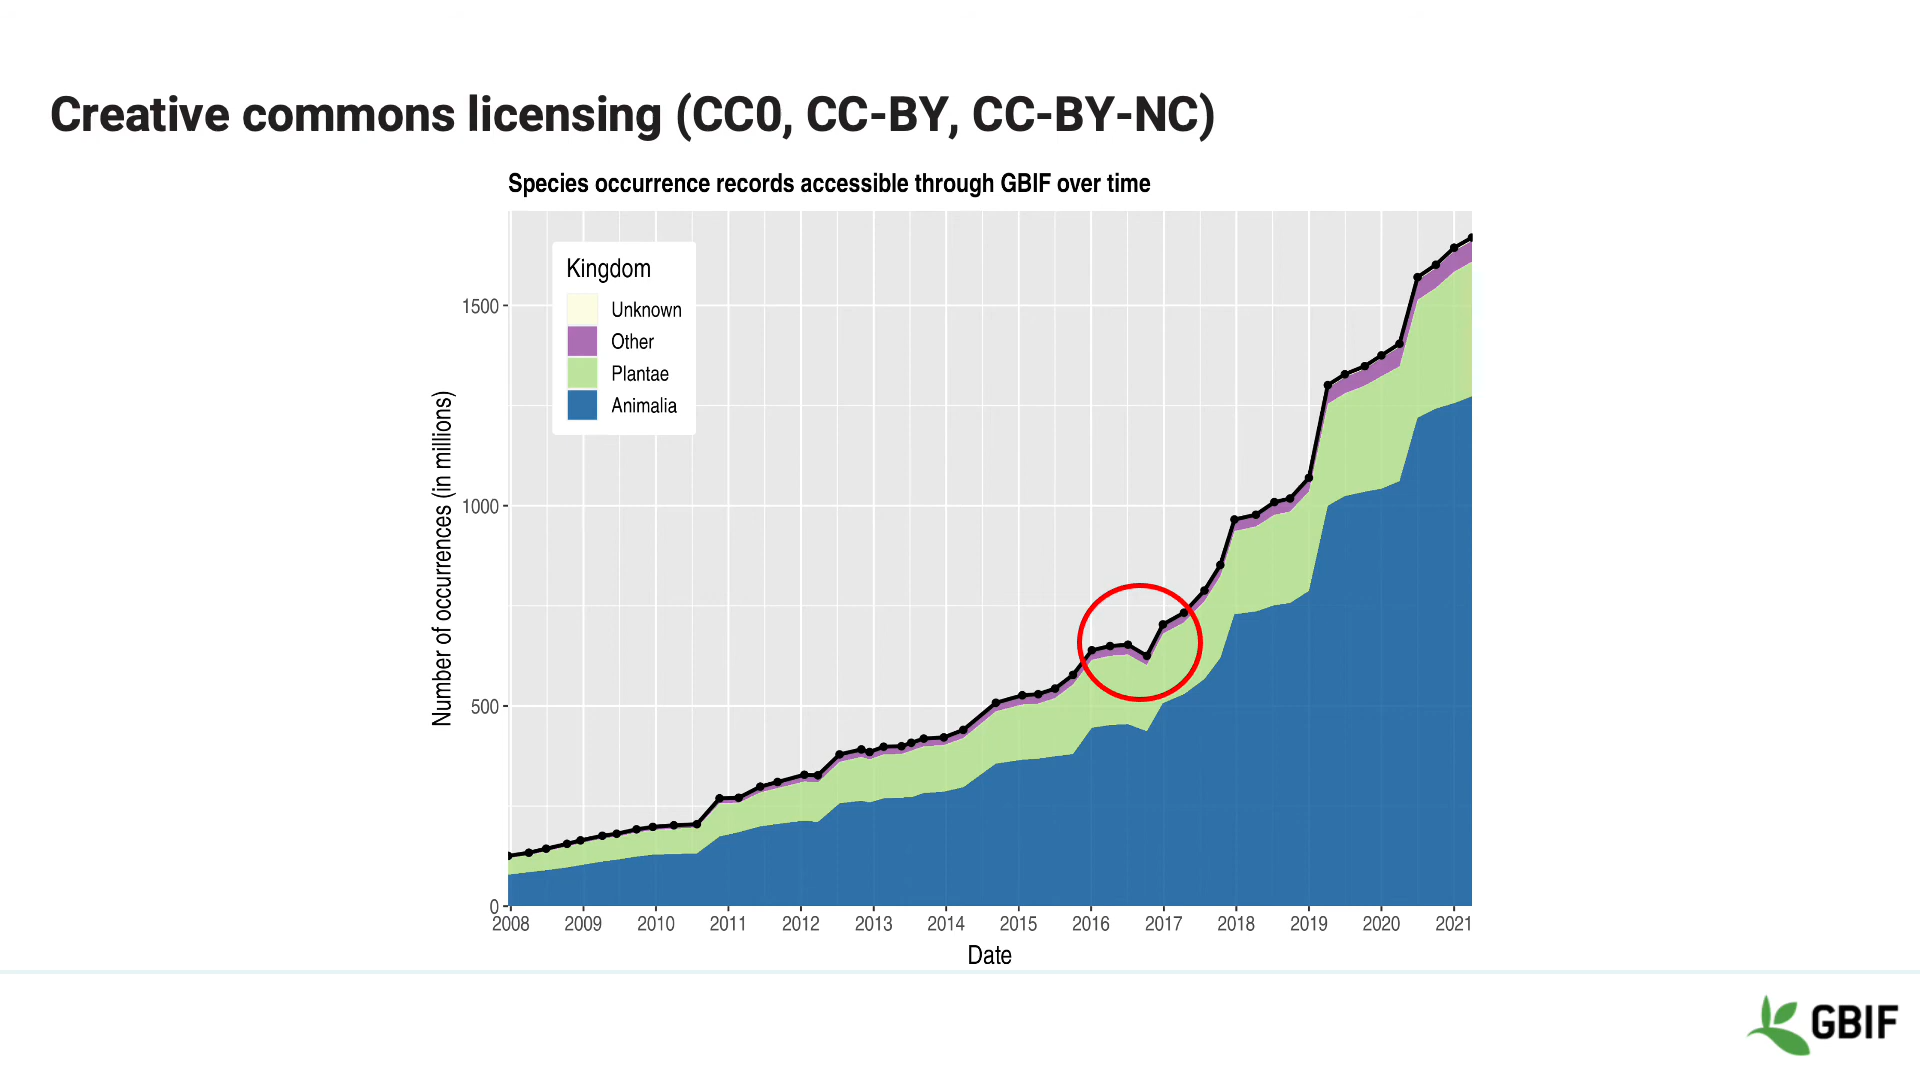 Creative commons licensing (CC0, CC-BY, CC-BY-NC)
Species occurrence records accessible through GBIF over time
Kingdom
Unknown
Other
Plantae
Animalia
Number of occurrences (in millions)
1500
1000
500
0
2008 2009 2010 2011 2012 2013 2014 2015 2016 2017 2018 2019 2020 2021
Date
GBIF